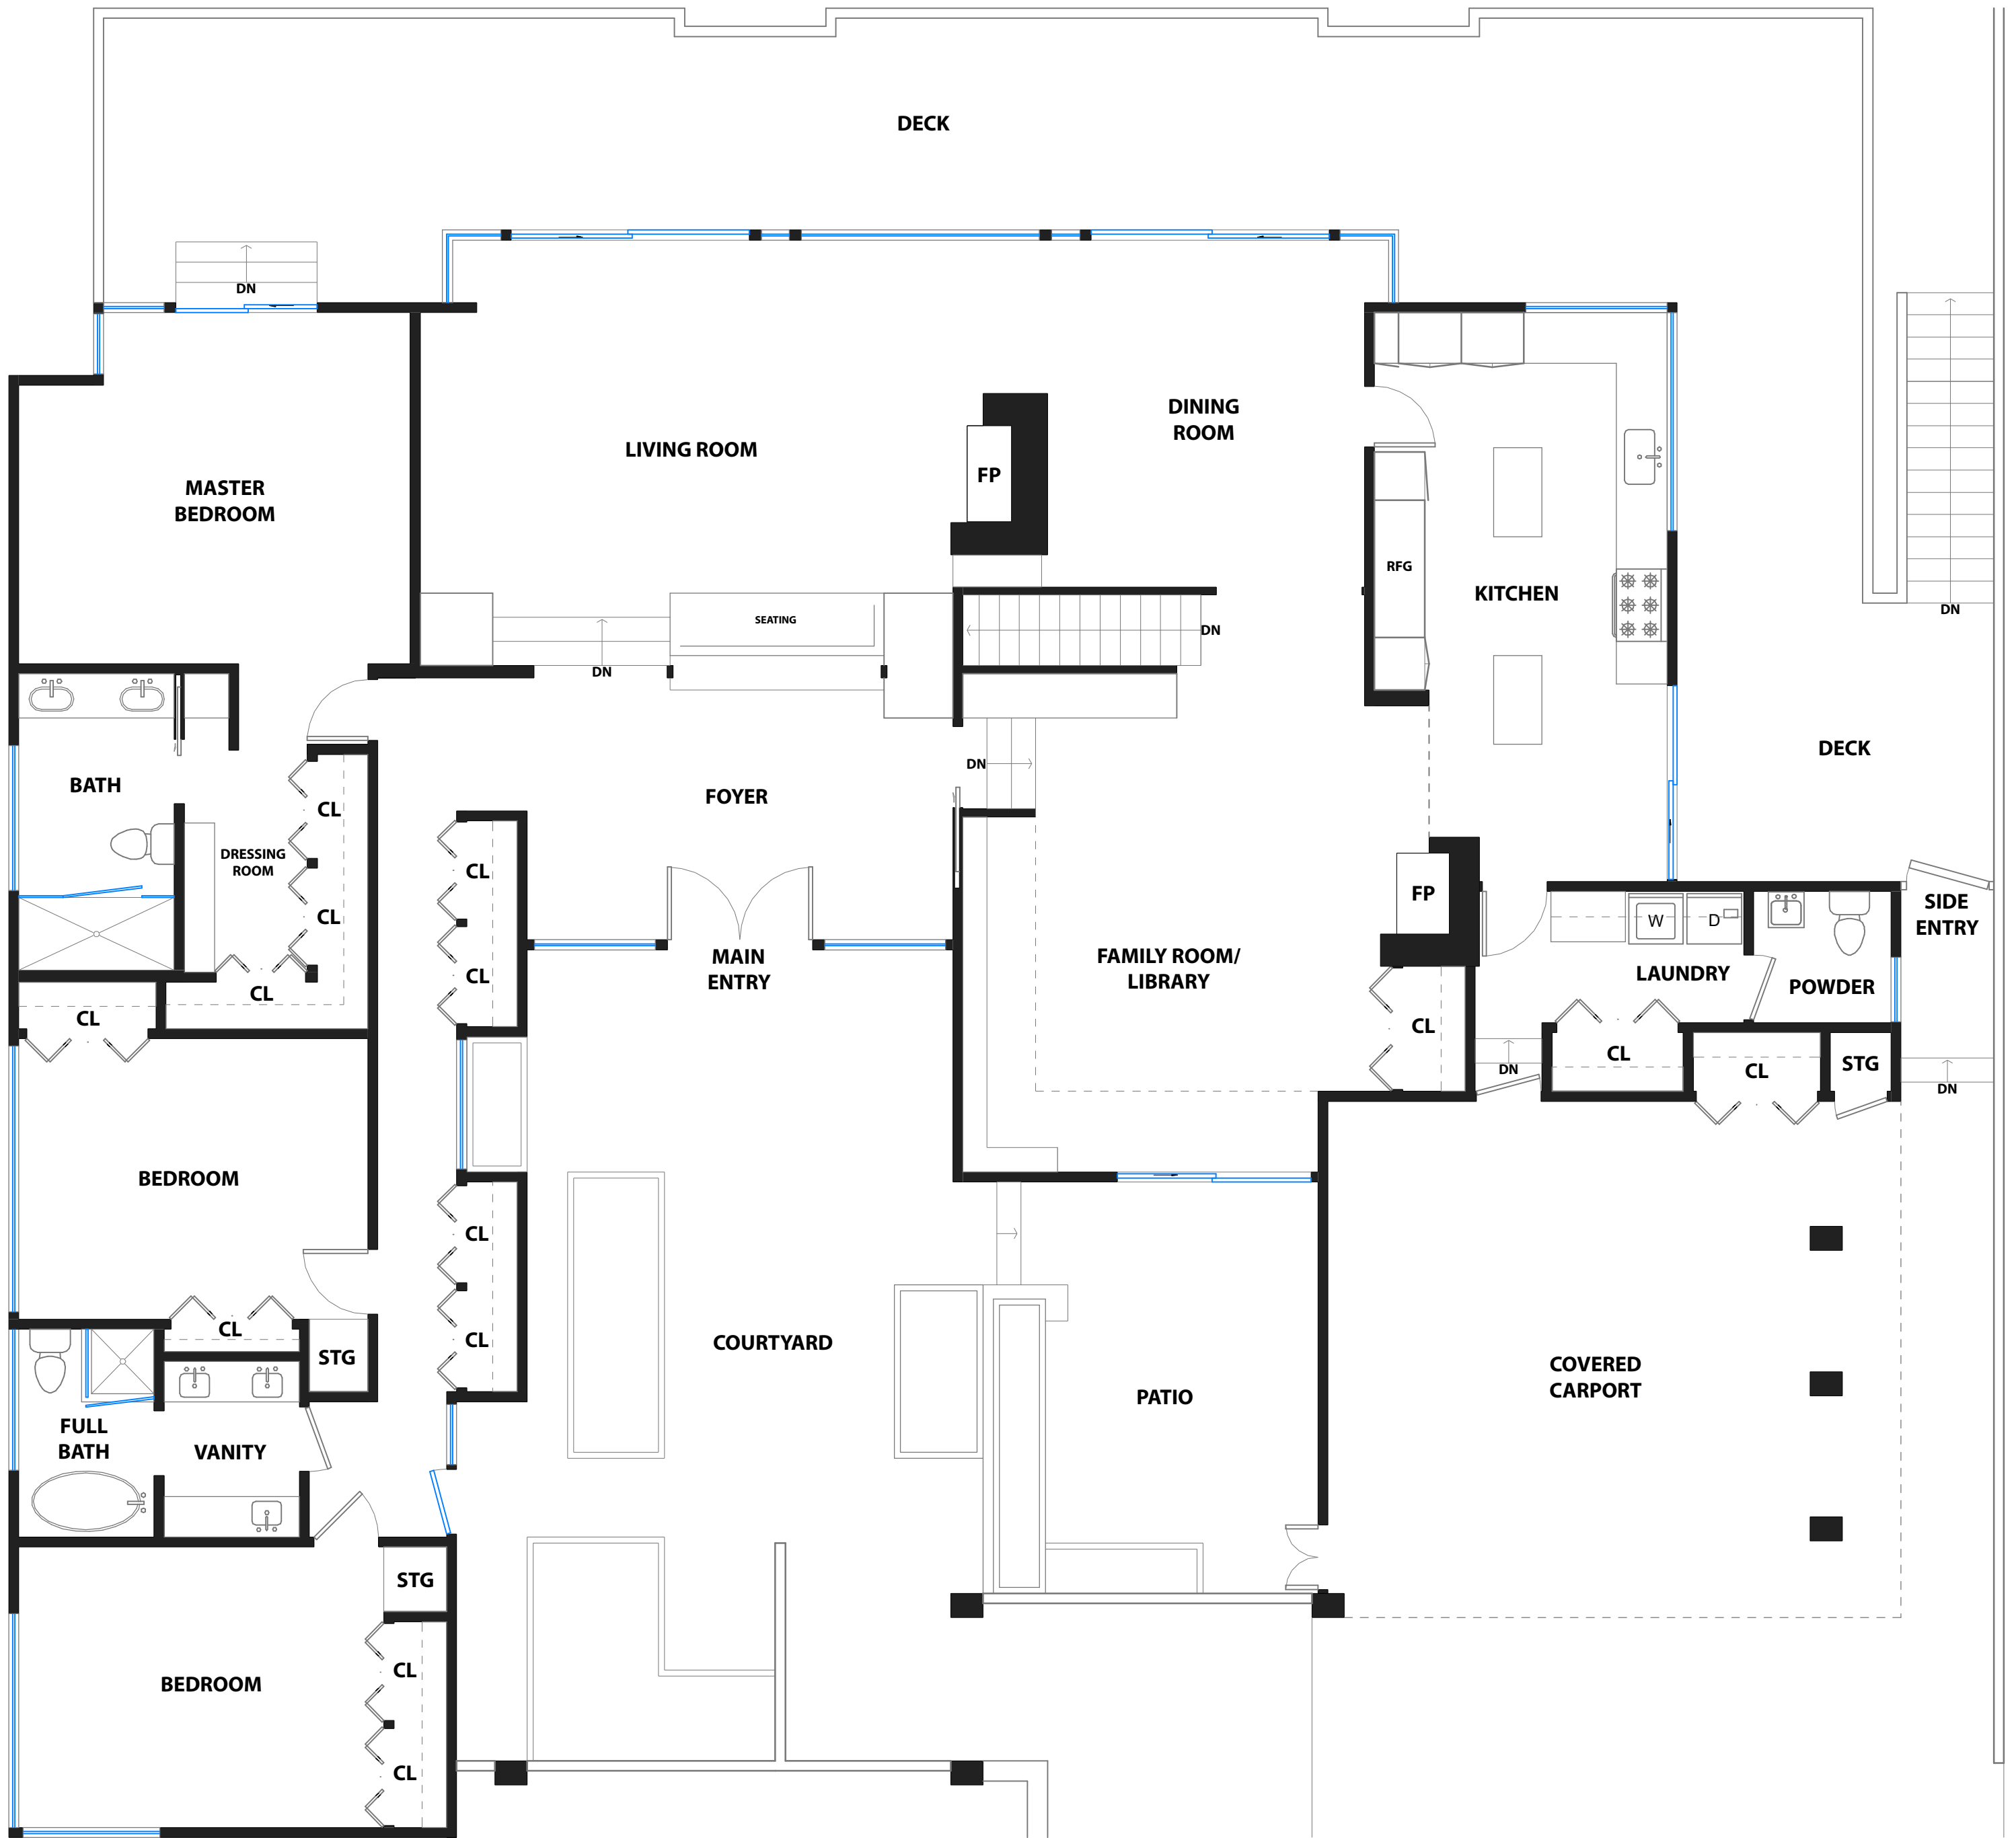 DECK
DN
DINING
ROOM
LIVING ROOM
FP
MASTER
BEDROOM
RFG
KITCHEN
SEATING
DN
DN
DN
DECK
DN
BATH
FOYER
CL
DRESSING
ROOM
CL
CL
CL
CL
CL
MAIN
ENTRY
FAMILY ROOM/
LIBRARY
FP
W
D
SIDE
ENTRY
LAUNDRY
POWDER
CL
CL
DN
CL
CL
STG
DN
BEDROOM
CL
CL
CL
STG
COURTYARD
PATIO
COVERED
CARPORT
FULL
BATH
VANITY
STG
BEDROOM
CL
CL